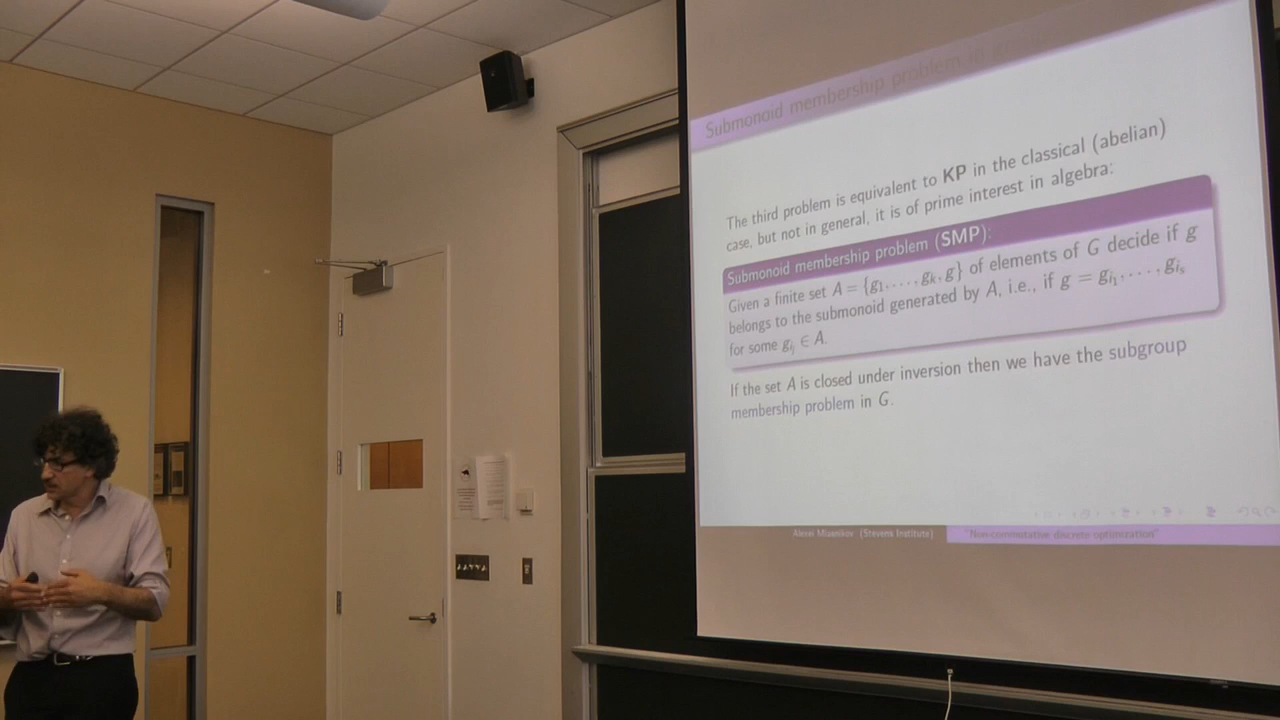 Submonoid membership problem in
The third problem is equivalent to KP in the classical (abelian)
case, but not in general, it is of prime interest in algebra:
Submonoid membership problem (SMP):
Given a finite set A = {g₁, . . . , gₖ, g} of elements of G decide if g
belongs to the submonoid generated by A, i.e., if g = gᵢ₁, . . . , gᵢₛ
for some gᵢⱼ ∈ A.
If the set A is closed under inversion then we have the subgroup
membership problem in G.
Alexei Miasnikov (Stevens Institute) "Non-commutative discrete optimization"